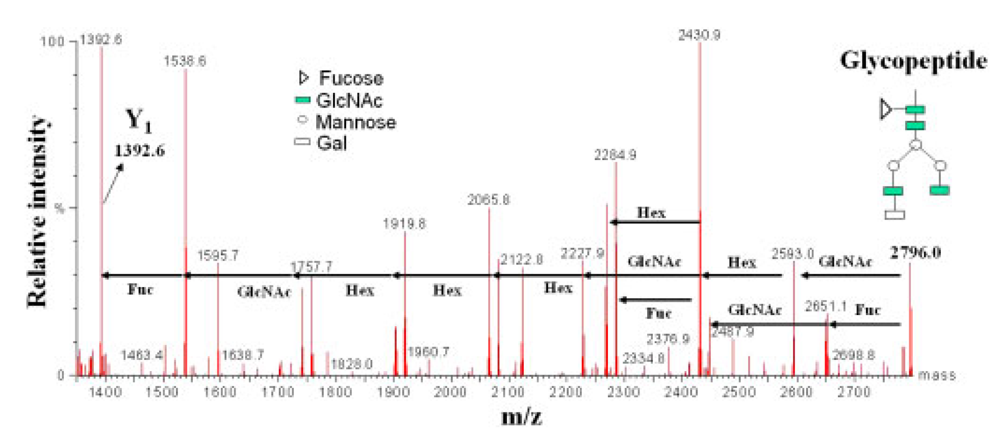 100
1392.6
2430.9
1538.6
Glycopeptide
Fucose
GlcNAc
Mannose
Gal
Y1
1392.6
2284.9
2065.8
Hex
1919.8
%
1595.7
1757.7
2122.8
2227.9
GlcNAc
Hex
2593.0
GlcNAc
2796.0
Fuc
GlcNAc
Hex
Hex
Hex
Fuc
GlcNAc
2651.1
Fuc
2487.9
2376.9
1463.4
1638.7
1828.0
1960.7
2334.8
2698.8
0
mass
1400
1500
1600
1700
1800
1900
2000
2100
2200
2300
2400
2500
2600
2700
m/z
Relative intensity